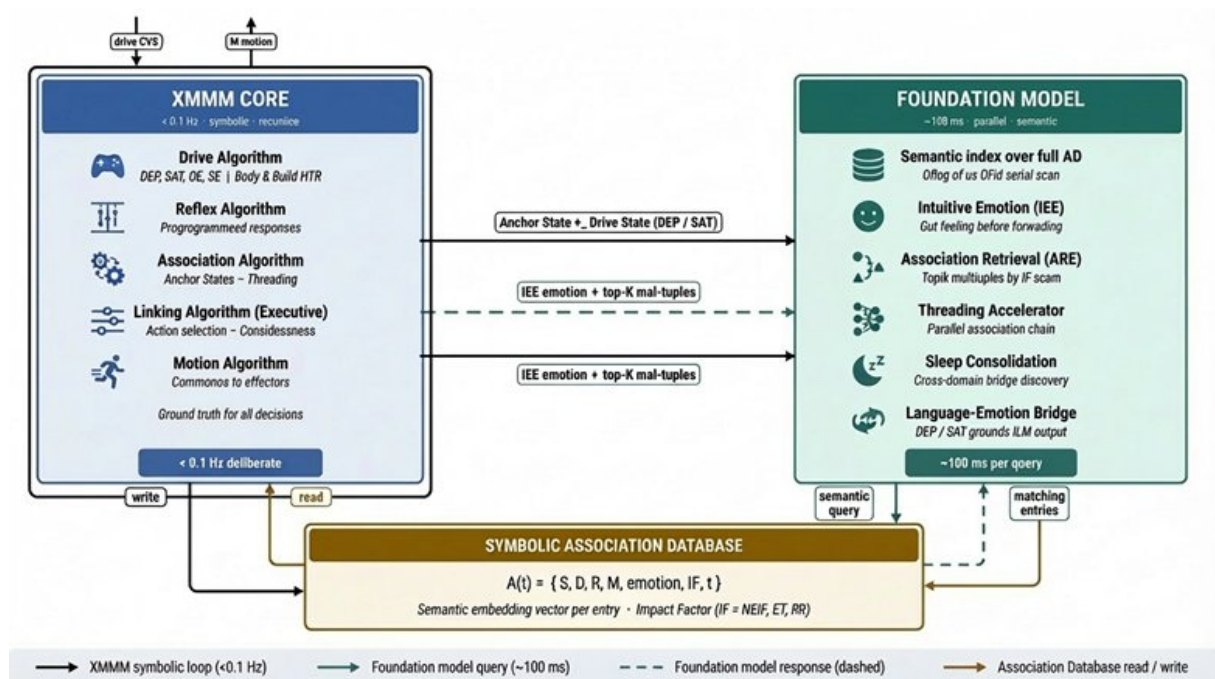 drive CVS
M motion
XMMM CORE
< 0.1 Hz · symbolie · recuniice
Drive Algorithm
DEP, SAT, OE, SE | Body & Build HTR
Reflex Algorithm
Progrogrommeed responses
Association Algorithm
Anchor States – Threading
Linking Algorithm (Executive)
Action selection – Considessness
Motion Algorithm
Commonos to effectors
Ground truth for all decisions
< 0.1 Hz deliberate
Anchor State +_ Drive State (DEP / SAT)
IEE emotion + top-K mal-tuples
IEE emotion + top-K mal-tuples
FOUNDATION MODEL
~108 ms · parallel · semantic
Semantic index over full AD
Oflog of us OFid serial scan
Intuitive Emotion (IEE)
Gut feeling before forwading
Association Retrieval (ARE)
Topik multiuples by IF scam
Threading Accelerator
Parallel association chain
Sleep Consolidation
Cross-domain bridge discovery
Language-Emotion Bridge
DEP / SAT grounds ILM output
~100 ms per qoery
write
read
semantic
query
matching
entries
SYMBOLIC ASSOCIATION DATABASE
A(t) = { S, D, R, M, emotion, IF, t }
Semantic embedding vector per entry · Impact Factor (IF = NEIF, ET, RR)
XMMM symbolic loop (<0.1 Hz)
Foundation model query (~100 ms)
Foundation model response (dashed)
Association Database read / write